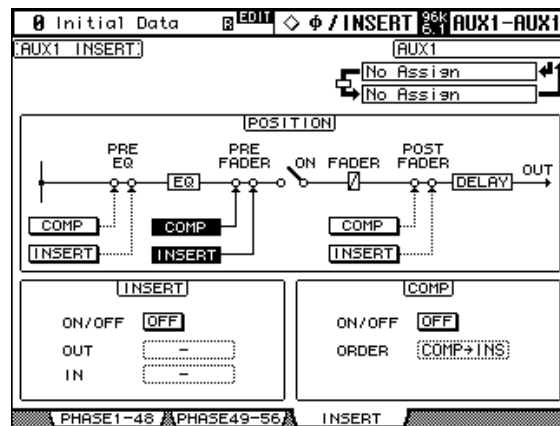 0 Initial Data EDIT ◇ φ/INSERT 96k 6.1 AUX1-AUX1
AUX1 INSERT
AUX1
No Assign
No Assign
POSITION
PRE EQ
PRE FADER
ON
FADER
POST FADER
EQ
DELAY
OUT
COMP
COMP
COMP
INSERT
INSERT
INSERT
INSERT
COMP
ON/OFF OFF
ON/OFF OFF
OUT -
ORDER COMP→INS
IN -
PHASE1-48
PHASE49-56
INSERT